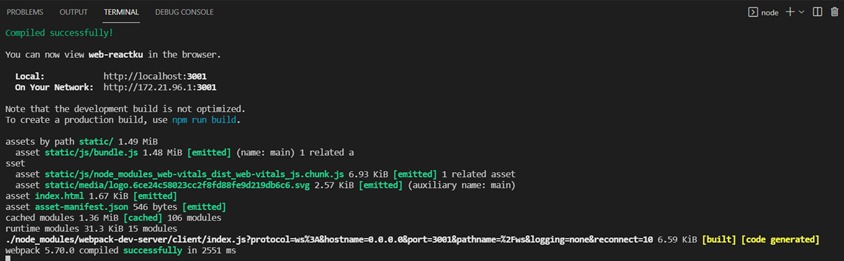 PROBLEMS OUTPUT TERMINAL DEBUG CONSOLE node
Compiled successfully!
You can now view web-reactku in the browser.
Local: http://localhost:3001
On Your Network: http://172.21.96.1:3001
Note that the development build is not optimized.
To create a production build, use npm run build.
assets by path static/ 1.49 MiB
asset static/js/bundle.js 1.48 MiB [emitted] (name: main) 1 related a
sset
asset static/js/node_modules_web-vitals_dist_web-vitals_js.chunk.js 6.93 KiB [emitted] 1 related asset
asset static/media/logo.6ce24c58023cc2f8fd88fe9d219db6c6.svg 2.57 KiB [emitted] (auxiliary name: main)
asset index.html 1.67 KiB [emitted]
asset asset-manifest.json 546 bytes [emitted]
cached modules 1.36 MiB [cached] 106 modules
runtime modules 31.3 KiB 15 modules
./node_modules/webpack-dev-server/client/index.js?protocol=ws%3A&hostname=0.0.0.0&port=3001&pathname=%2Fws&logging=none&reconnect=10 6.59 KiB [built] [code generated]
webpack 5.70.0 compiled successfully in 2551 ms